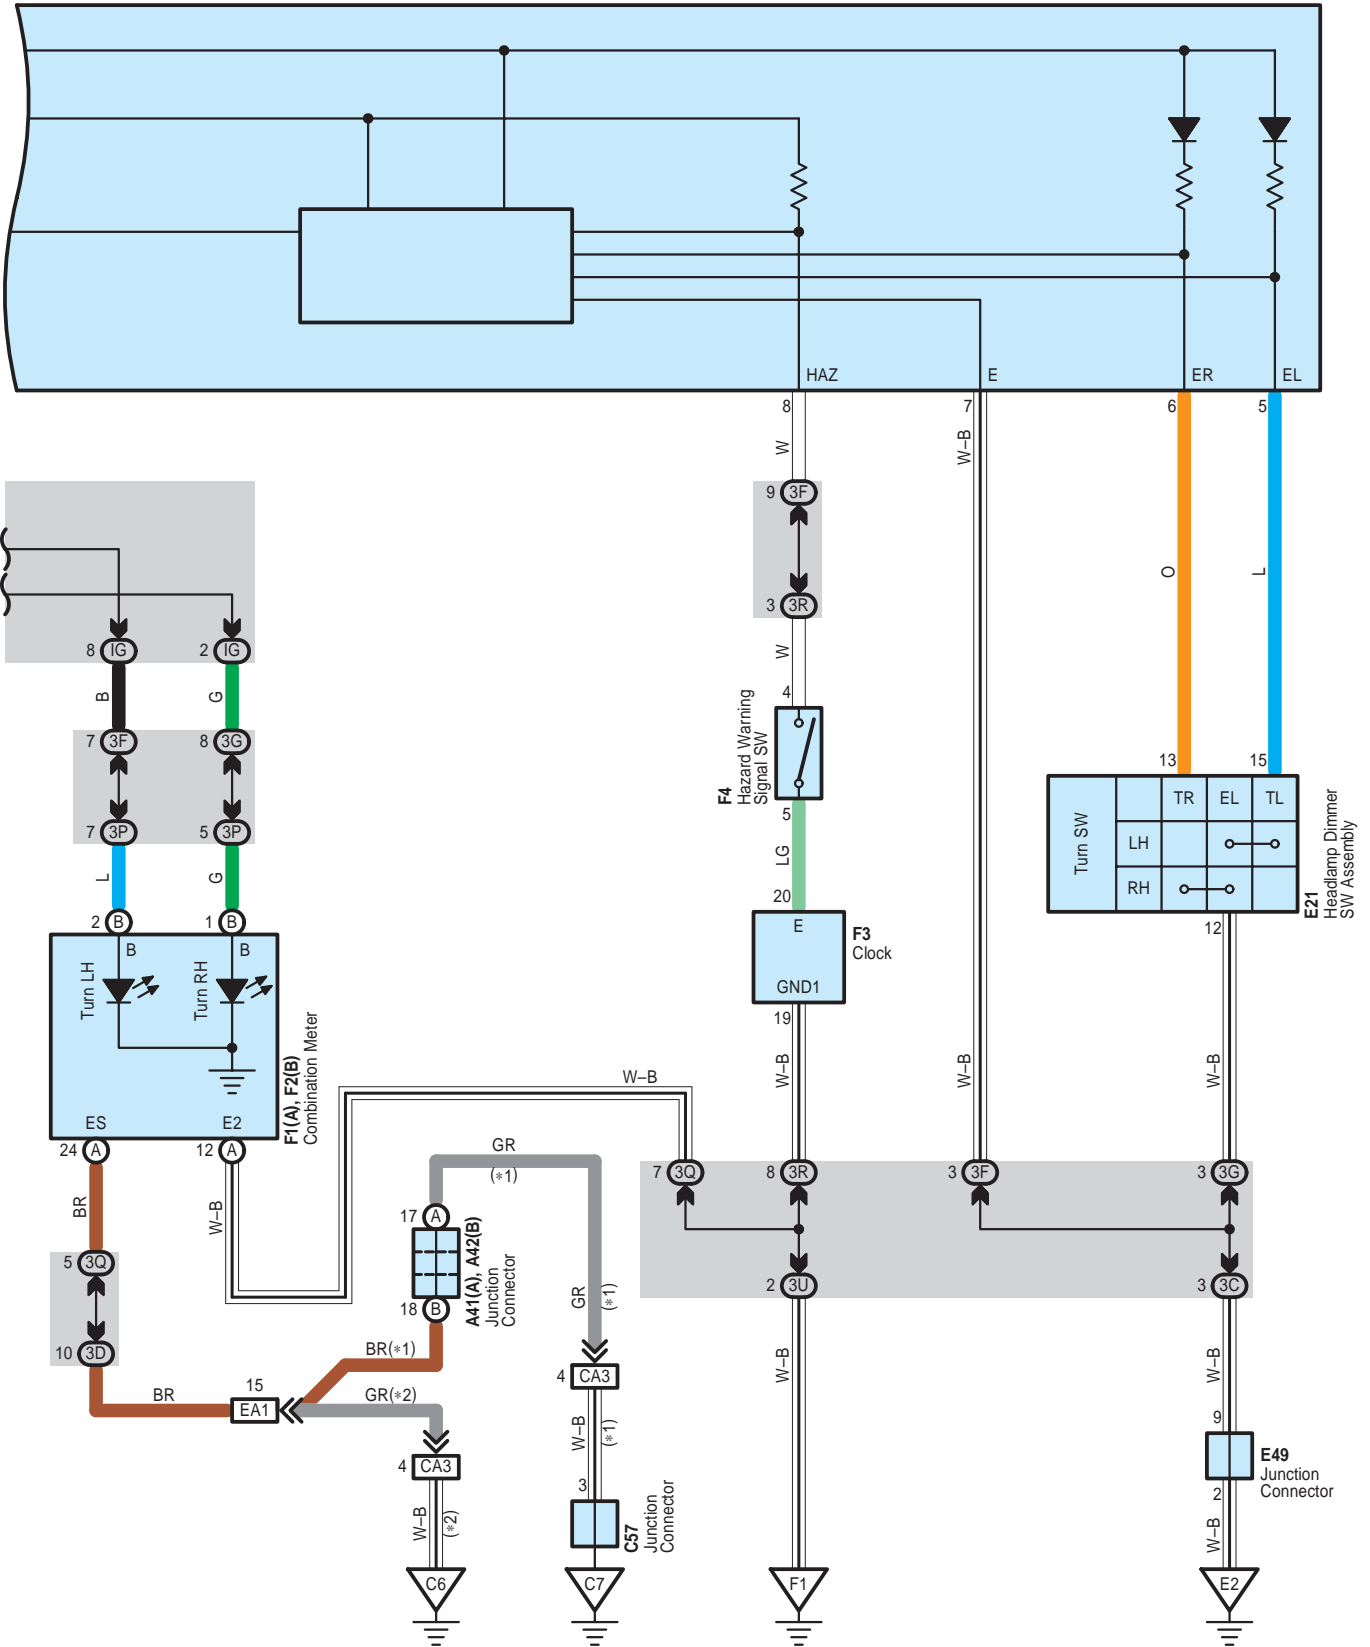 HAZ
E
ER
EL
8
7
6
5
W
W–B
O
L
9 3F
3 3R
W
4
F4
Hazard Warning
Signal SW
5
LG
20
E
GND1
F3
Clock
19
W–B
W–B
13
15
Turn SW
TR
EL
TL
LH
RH
E21
Headlamp Dimmer
SW Assembly
12
W–B
8 IG
2 IG
B
G
7 3F
8 3G
7 3P
5 3P
L
G
2 B
1 B
B
B
Turn LH
Turn RH
F1(A), F2(B)
Combination Meter
ES
E2
24 A
12 A
BR
W–B
W–B
5 3Q
10 3D
BR
15
EA1
GR
(*1)
17 A
A41(A), A42(B)
Junction
Connector
18 B
BR(*1)
GR(*2)
GR
(*1)
4 CA3
4 CA3
W–B
(*2)
W–B
(*1)
3
C57
Junction
Connector
7 3Q
8 3R
3 3F
3 3G
2 3U
3 3C
W–B
W–B
9
E49
Junction
Connector
2
W–B
C6
C7
F1
E2